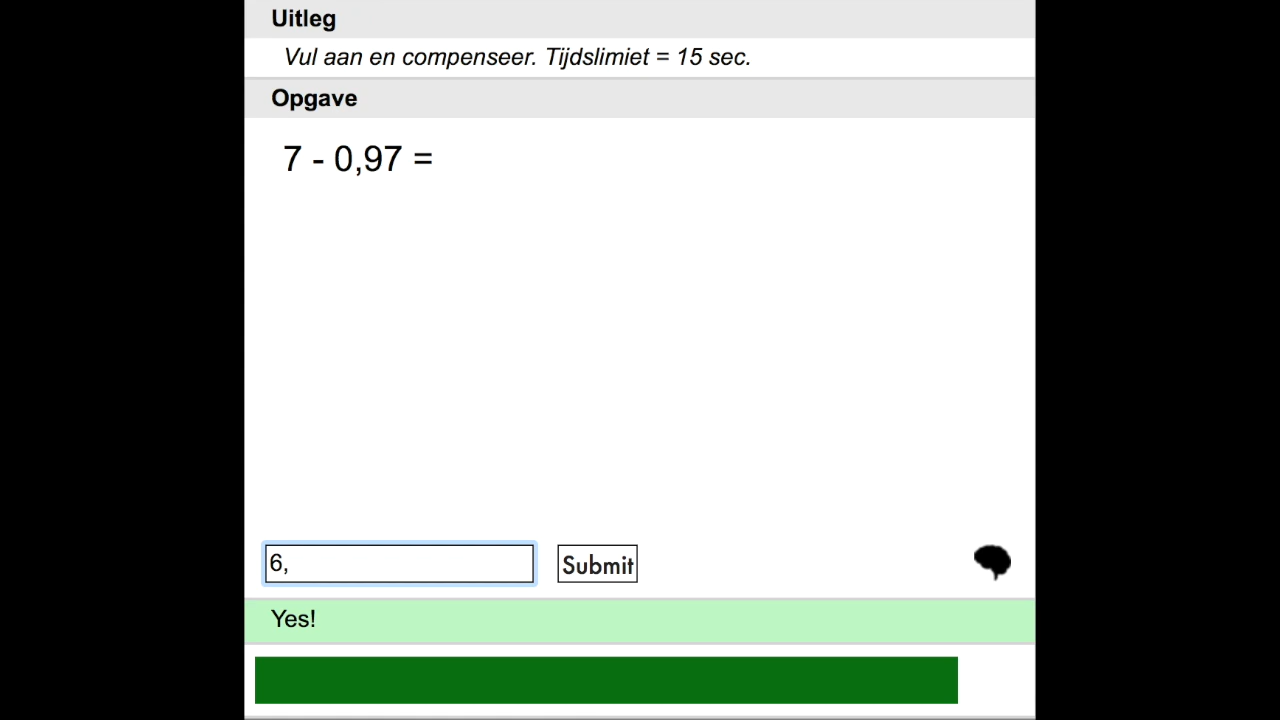 Uitleg
Vul aan en compenseer. Tijdslimiet = 15 sec.
Opgave
7 - 0,97 =
6,
Submit
Yes!